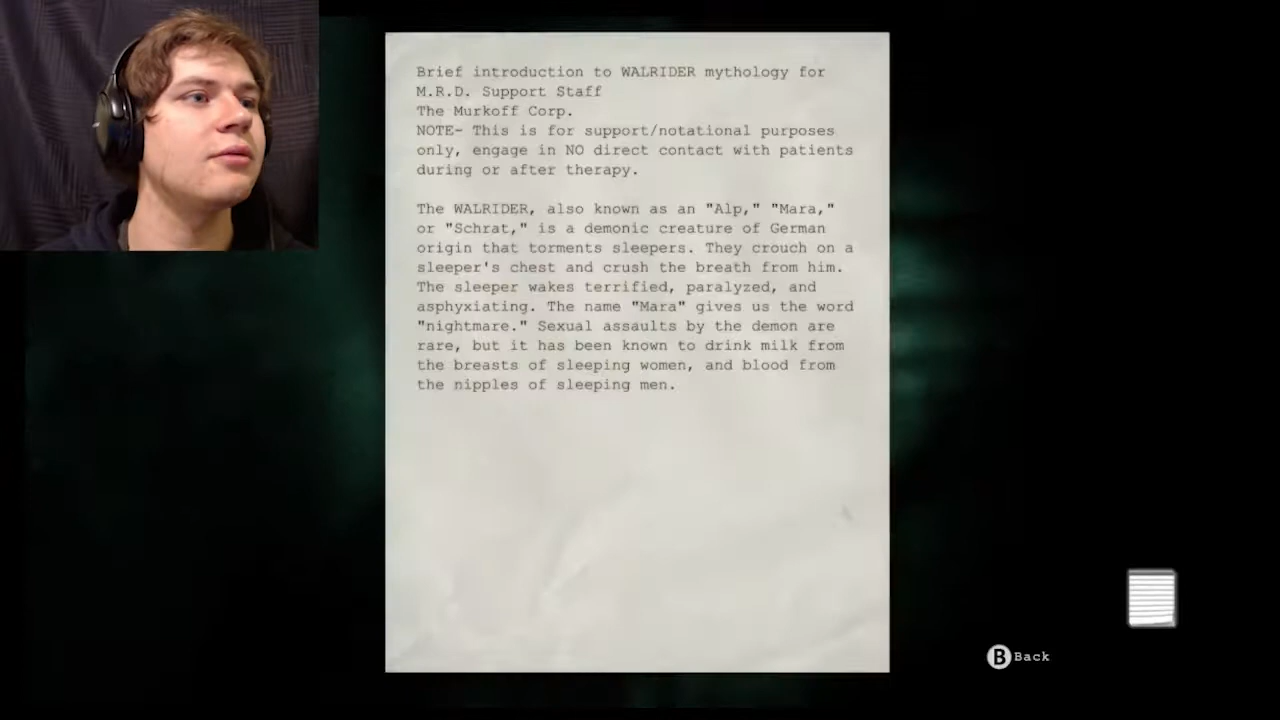 Brief introduction to WALRIDER mythology for
M.R.D. Support Staff
The Murkoff Corp.
NOTE- This is for support/notational purposes
only, engage in NO direct contact with patients
during or after therapy.
The WALRIDER, also known as an "Alp," "Mara,"
or "Schrat," is a demonic creature of German
origin that torments sleepers. They crouch on a
sleeper's chest and crush the breath from him.
The sleeper wakes terrified, paralyzed, and
asphyxiating. The name "Mara" gives us the word
"nightmare." Sexual assaults by the demon are
rare, but it has been known to drink milk from
the breasts of sleeping women, and blood from
the nipples of sleeping men.
B Back